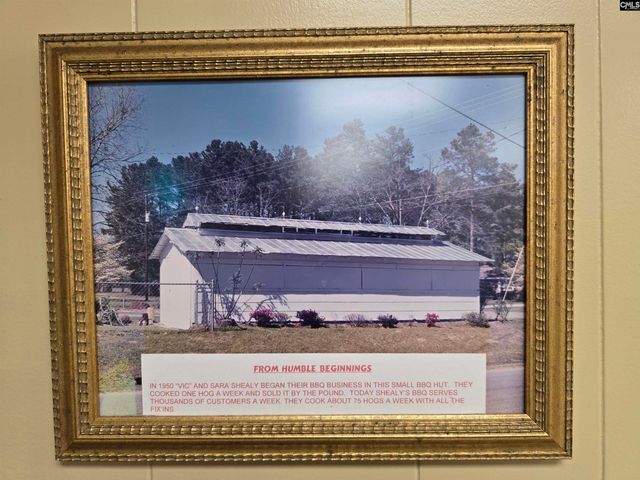 CMLS
FROM HUMBLE BEGINNINGS
IN 1950 "VIC" AND SARA SHEALY BEGAN THEIR BBQ BUSINESS IN THIS SMALL BBQ HUT. THEY
COOKED ONE HOG A WEEK AND SOLD IT BY THE POUND. TODAY SHEALY'S BBQ SERVES
THOUSANDS OF CUSTOMERS A WEEK. THEY COOK ABOUT 75 HOGS A WEEK WITH ALL THE
FIX'INS